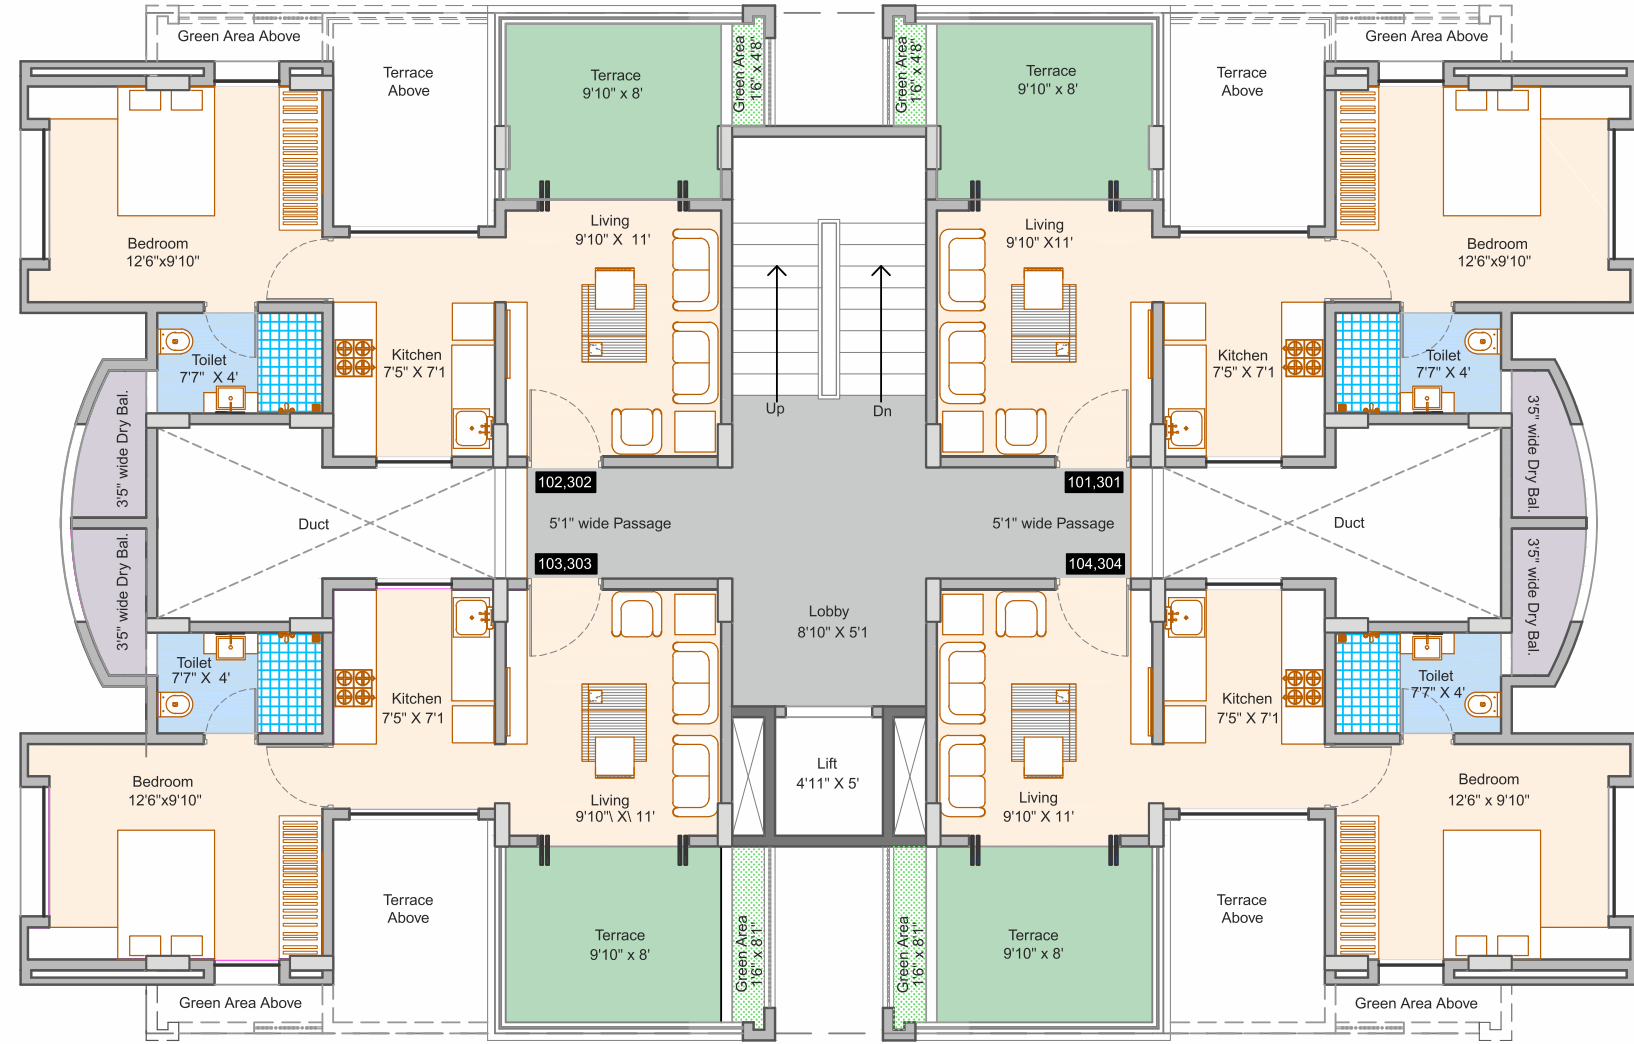 Green Area Above
Terrace
Above
Terrace
9'10" x 8'
Green Area
1'6" x 4'8"
Green Area
1'6" x 4'8"
Terrace
9'10" x 8'
Terrace
Above
Green Area Above
Bedroom
12'6"x9'10"
Living
9'10" X 11'
Living
9'10" X11'
Bedroom
12'6"x9'10"
Toilet
7'7" X 4'
Kitchen
7'5" X 7'1
Up
Dn
Kitchen
7'5" X 7'1
Toilet
7'7" X 4'
3'5" wide Dry Bal.
3'5" wide Dry Bal.
102,302
101,301
Duct
5'1" wide Passage
5'1" wide Passage
Duct
103,303
104,304
3'5" wide Dry Bal.
3'5" wide Dry Bal.
Lobby
8'10" X 5'1
Toilet
7'7" X 4'
Kitchen
7'5" X 7'1
Kitchen
7'5" X 7'1
Toilet
7'7" X 4'
Bedroom
12'6"x9'10"
Living
9'10"\ X\ 11'
Lift
4'11" X 5'
Living
9'10" X 11'
Bedroom
12'6" x 9'10"
Terrace
Above
Terrace
9'10" x 8'
Green Area
1'6" x 8'1"
Green Area
1'6" x 8'1"
Terrace
9'10" x 8'
Terrace
Above
Green Area Above
Green Area Above